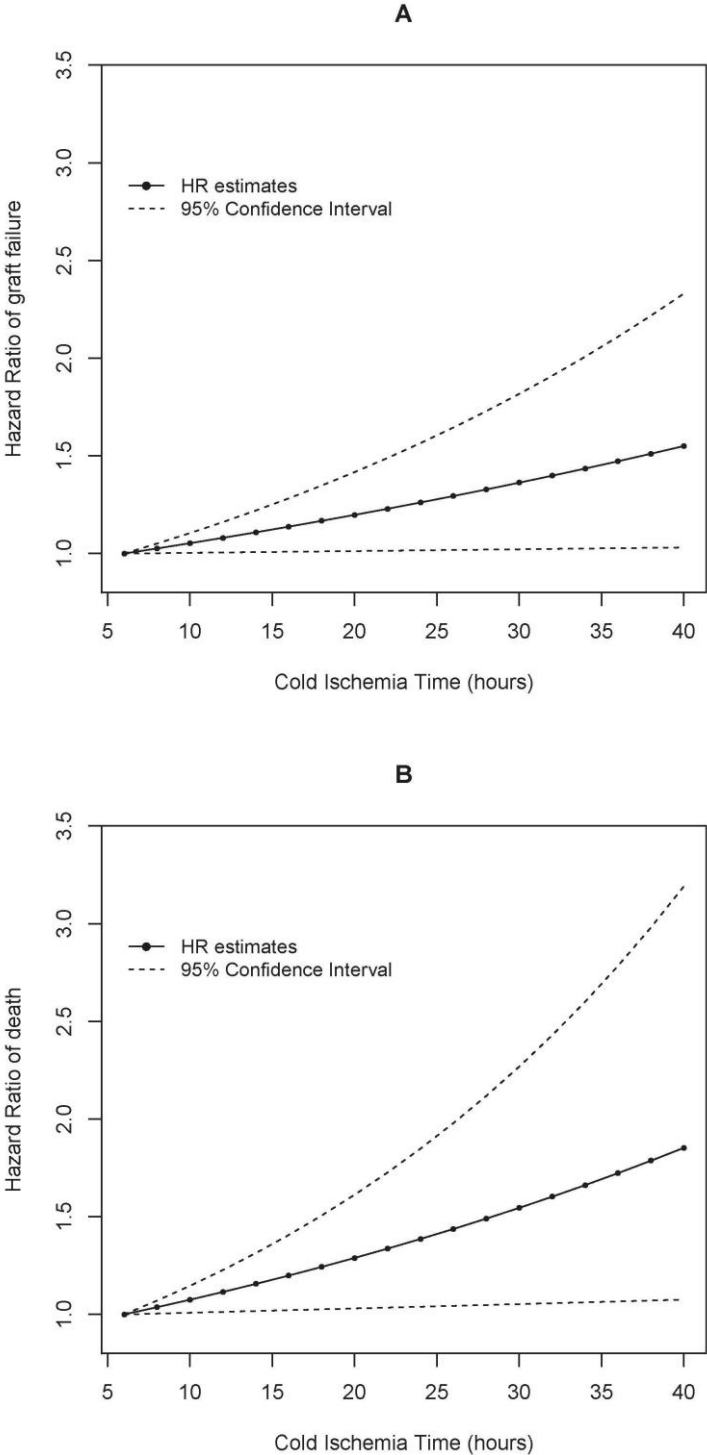 A
Hazard Ratio of graft failure
3.5
3.0
2.5
2.0
1.5
1.0
HR estimates
95% Confidence Interval
5 10 15 20 25 30 35 40
Cold Ischemia Time (hours)
B
Hazard Ratio of death
3.5
3.0
2.5
2.0
1.5
1.0
HR estimates
95% Confidence Interval
5 10 15 20 25 30 35 40
Cold Ischemia Time (hours)